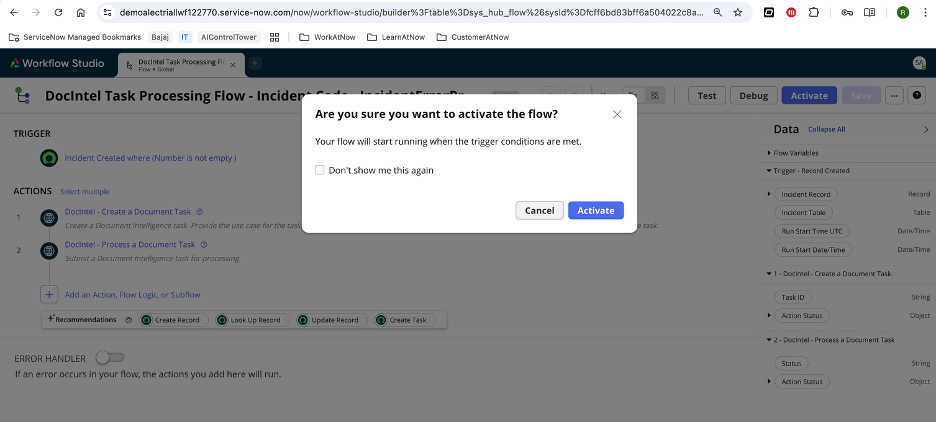 demoalectriallwf122770.service-now.com/now/workflow-studio/builder%3Ftable%3Dsys_hub_flow%26sysId%3Dfcff6bd83bff6a504022c8a...
R
ServiceNow Managed Bookmarks Bajaj IT AIControlTower WorkAtNow LearnAtNow CustomerAtNow
Workflow Studio
DocIntel Task Processing Fl
Flow • Global
SA
DocIntel Task Processing Flow - Incident Code - IncidentErrorPr
Test Debug Activate Save
TRIGGER
Incident Created where (Number is not empty )
ACTIONS Select multiple
1 DocIntel - Create a Document Task
Create a Document Intelligence task. Provide the use case for the task task.
2 DocIntel - Process a Document Task
Submit a Document Intelligence task for processing.
Add an Action, Flow Logic, or Subflow
Recommendations Create Record Look Up Record Update Record Create Task
ERROR HANDLER
If an error occurs in your flow, the actions you add here will run.
Are you sure you want to activate the flow?
Your flow will start running when the trigger conditions are met.
Don't show me this again
Cancel Activate
Data Collapse All
Flow Variables
Trigger - Record Created
Incident Record Record
Incident Table Table
Run Start Time UTC Date/Time
Run Start Date/Time Date/Time
1 - DocIntel - Create a Document Task
Task ID String
Action Status Object
2 - DocIntel - Process a Document Task
Status String
Action Status Object